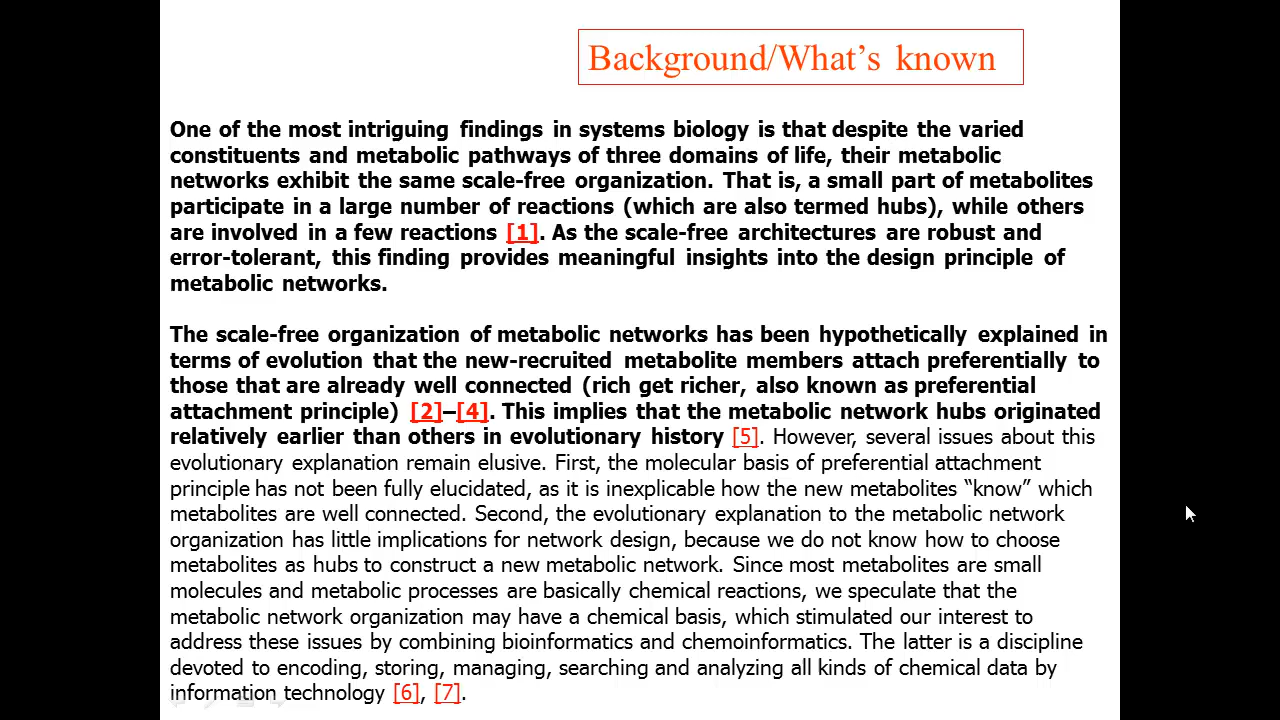 Background/What’s known
One of the most intriguing findings in systems biology is that despite the varied
constituents and metabolic pathways of three domains of life, their metabolic
networks exhibit the same scale-free organization. That is, a small part of metabolites
participate in a large number of reactions (which are also termed hubs), while others
are involved in a few reactions [1]. As the scale-free architectures are robust and
error-tolerant, this finding provides meaningful insights into the design principle of
metabolic networks.
The scale-free organization of metabolic networks has been hypothetically explained in
terms of evolution that the new-recruited metabolite members attach preferentially to
those that are already well connected (rich get richer, also known as preferential
attachment principle) [2]–[4]. This implies that the metabolic network hubs originated
relatively earlier than others in evolutionary history [5]. However, several issues about this
evolutionary explanation remain elusive. First, the molecular basis of preferential attachment
principle has not been fully elucidated, as it is inexplicable how the new metabolites “know” which
metabolites are well connected. Second, the evolutionary explanation to the metabolic network
organization has little implications for network design, because we do not know how to choose
metabolites as hubs to construct a new metabolic network. Since most metabolites are small
molecules and metabolic processes are basically chemical reactions, we speculate that the
metabolic network organization may have a chemical basis, which stimulated our interest to
address these issues by combining bioinformatics and chemoinformatics. The latter is a discipline
devoted to encoding, storing, managing, searching and analyzing all kinds of chemical data by
information technology [6], [7].